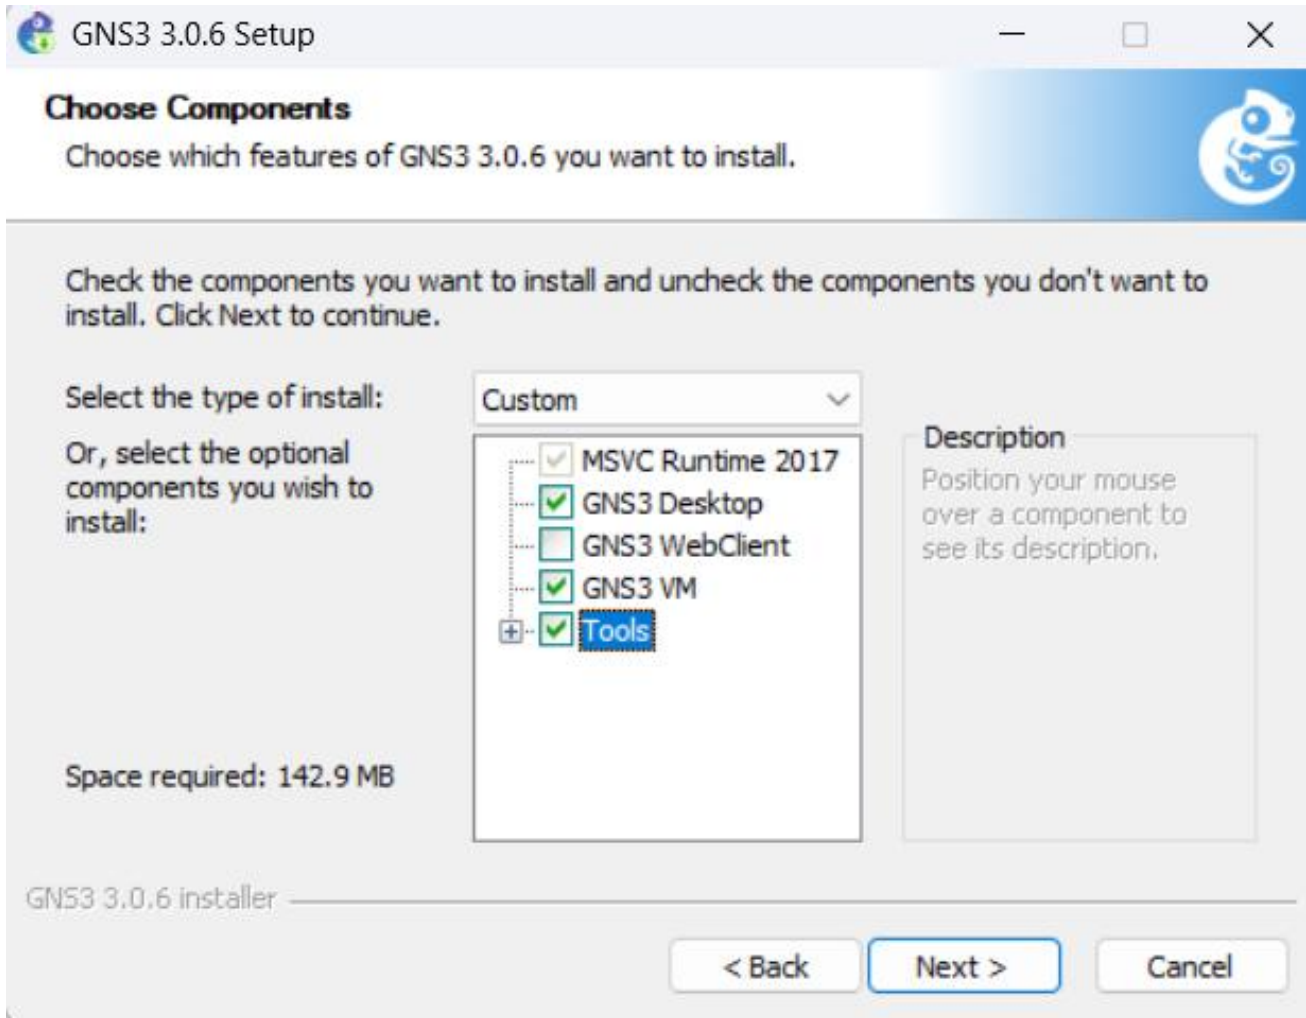 GNS3 3.0.6 Setup
Choose Components
Choose which features of GNS3 3.0.6 you want to install.
Check the components you want to install and uncheck the components you don't want to
install. Click Next to continue.
Select the type of install:
Custom
Or, select the optional
components you wish to
install:
MSVC Runtime 2017
GNS3 Desktop
GNS3 WebClient
GNS3 VM
Tools
Description
Position your mouse
over a component to
see its description.
Space required: 142.9 MB
GNS3 3.0.6 installer
< Back
Next >
Cancel